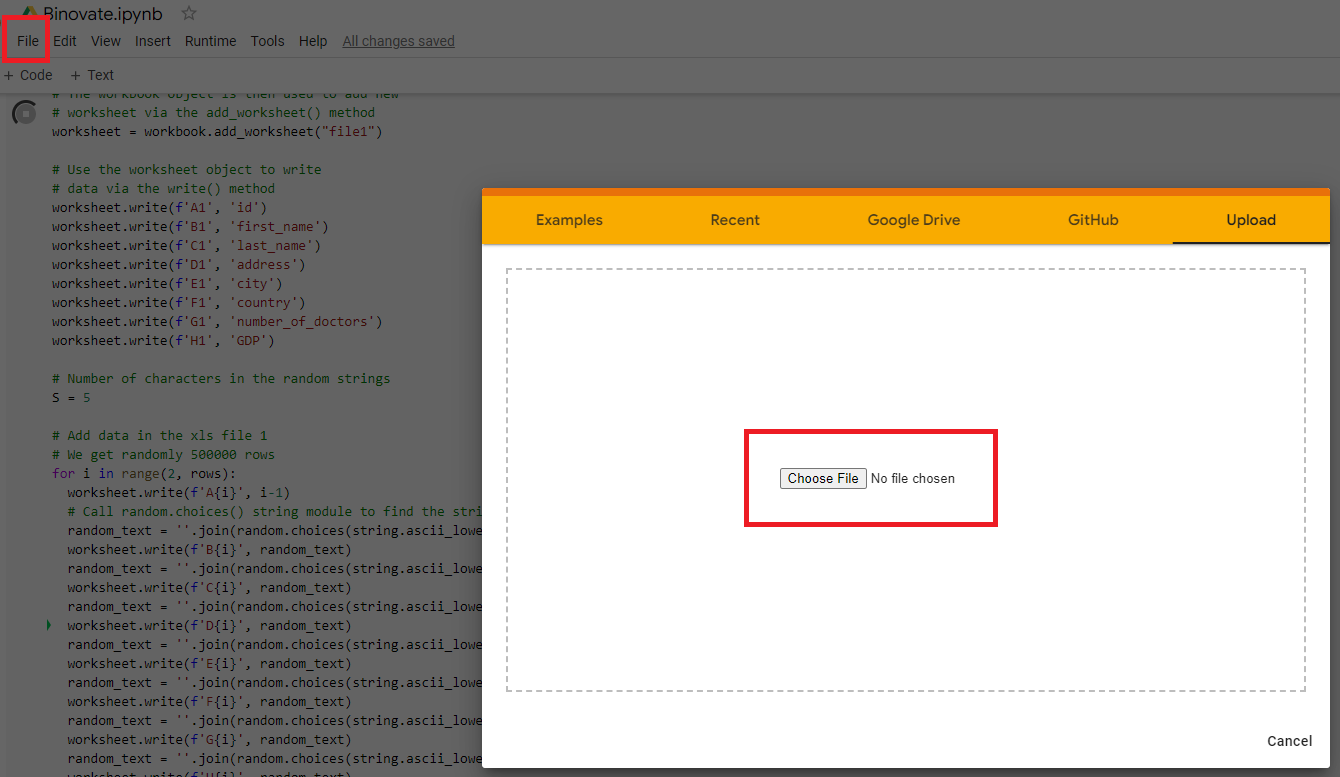 Binovate.ipynb
File Edit View Insert Runtime Tools Help All changes saved
+ Code + Text
# The workbook object is then used to add new
# worksheet via the add_worksheet() method
worksheet = workbook.add_worksheet("file1")
# Use the worksheet object to write
# data via the write() method
worksheet.write(f'A1', 'id')
worksheet.write(f'B1', 'first_name')
worksheet.write(f'C1', 'last_name')
worksheet.write(f'D1', 'address')
worksheet.write(f'E1', 'city')
worksheet.write(f'F1', 'country')
worksheet.write(f'G1', 'number_of_doctors')
worksheet.write(f'H1', 'GDP')
# Number of characters in the random strings
S = 5
# Add data in the xls file 1
# We get randomly 500000 rows
for i in range(2, rows):
worksheet.write(f'A{i}', i-1)
# Call random.choices() string module to find the stri
random_text = ''.join(random.choices(string.ascii_lowe
worksheet.write(f'B{i}', random_text)
random_text = ''.join(random.choices(string.ascii_lowe
worksheet.write(f'C{i}', random_text)
random_text = ''.join(random.choices(string.ascii_lowe
worksheet.write(f'D{i}', random_text)
random_text = ''.join(random.choices(string.ascii_lowe
worksheet.write(f'E{i}', random_text)
random_text = ''.join(random.choices(string.ascii_lowe
worksheet.write(f'F{i}', random_text)
random_text = ''.join(random.choices(string.ascii_lowe
worksheet.write(f'G{i}', random_text)
random_text = ''.join(random.choices(string.ascii_lowe
worksheet.write(f'H{i}', random_text)
Examples Recent Google Drive GitHub Upload
Choose File No file chosen
Cancel